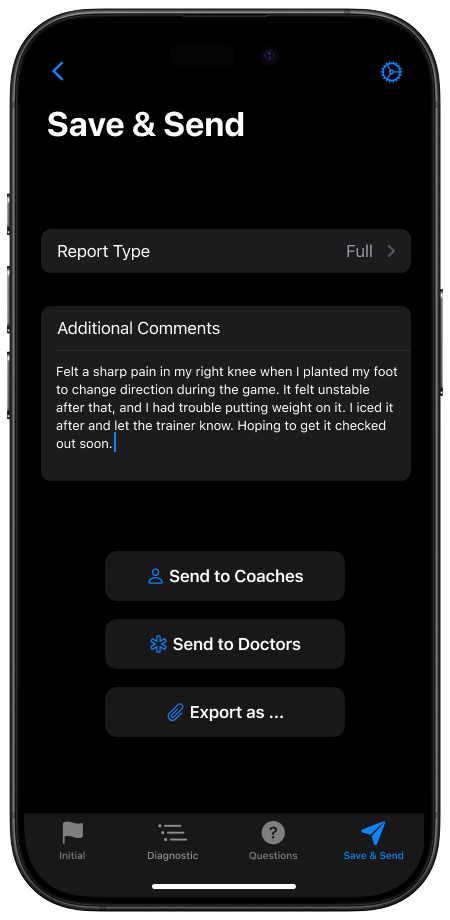 Save & Send
Report Type Full
Additional Comments
Felt a sharp pain in my right knee when I planted my foot
to change direction during the game. It felt unstable
after that, and I had trouble putting weight on it. I iced it
after and let the trainer know. Hoping to get it checked
out soon.
Send to Coaches
Send to Doctors
Export as ...
Initial Diagnostic Questions Save & Send